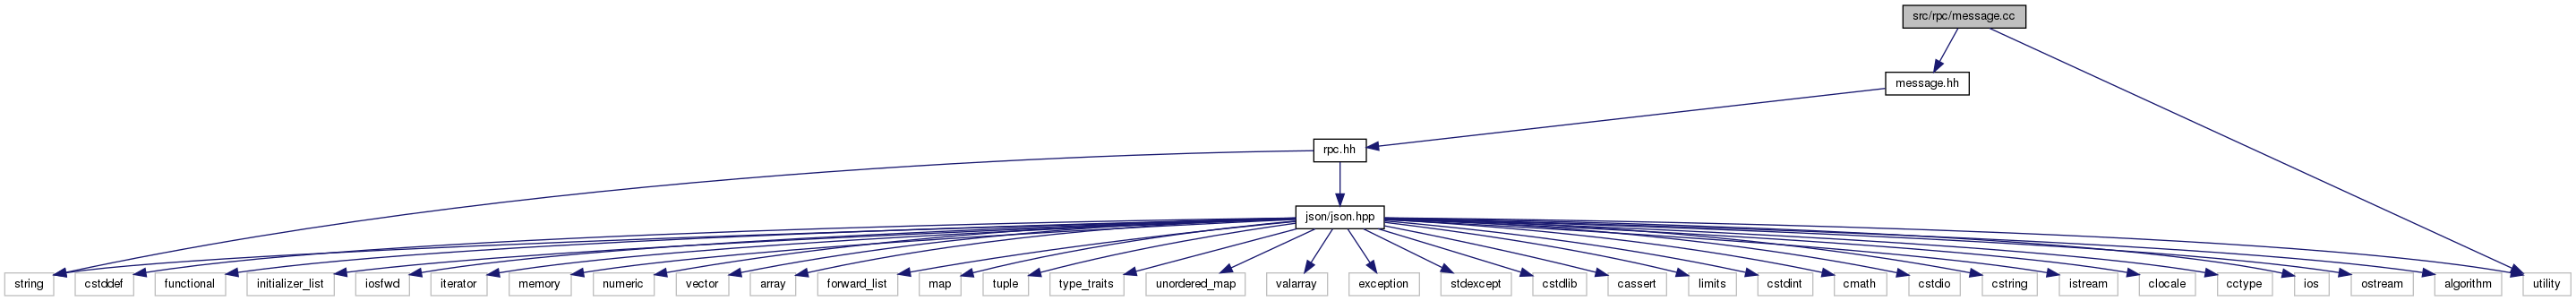 src/rpc/message.cc
message.hh
rpc.hh
json/json.hpp
string
cstddef
functional
initializer_list
iosfwd
iterator
memory
numeric
vector
array
forward_list
map
tuple
type_traits
unordered_map
valarray
exception
stdexcept
cstdlib
cassert
limits
cstdint
cmath
cstdio
cstring
istream
clocale
cctype
ios
ostream
algorithm
utility